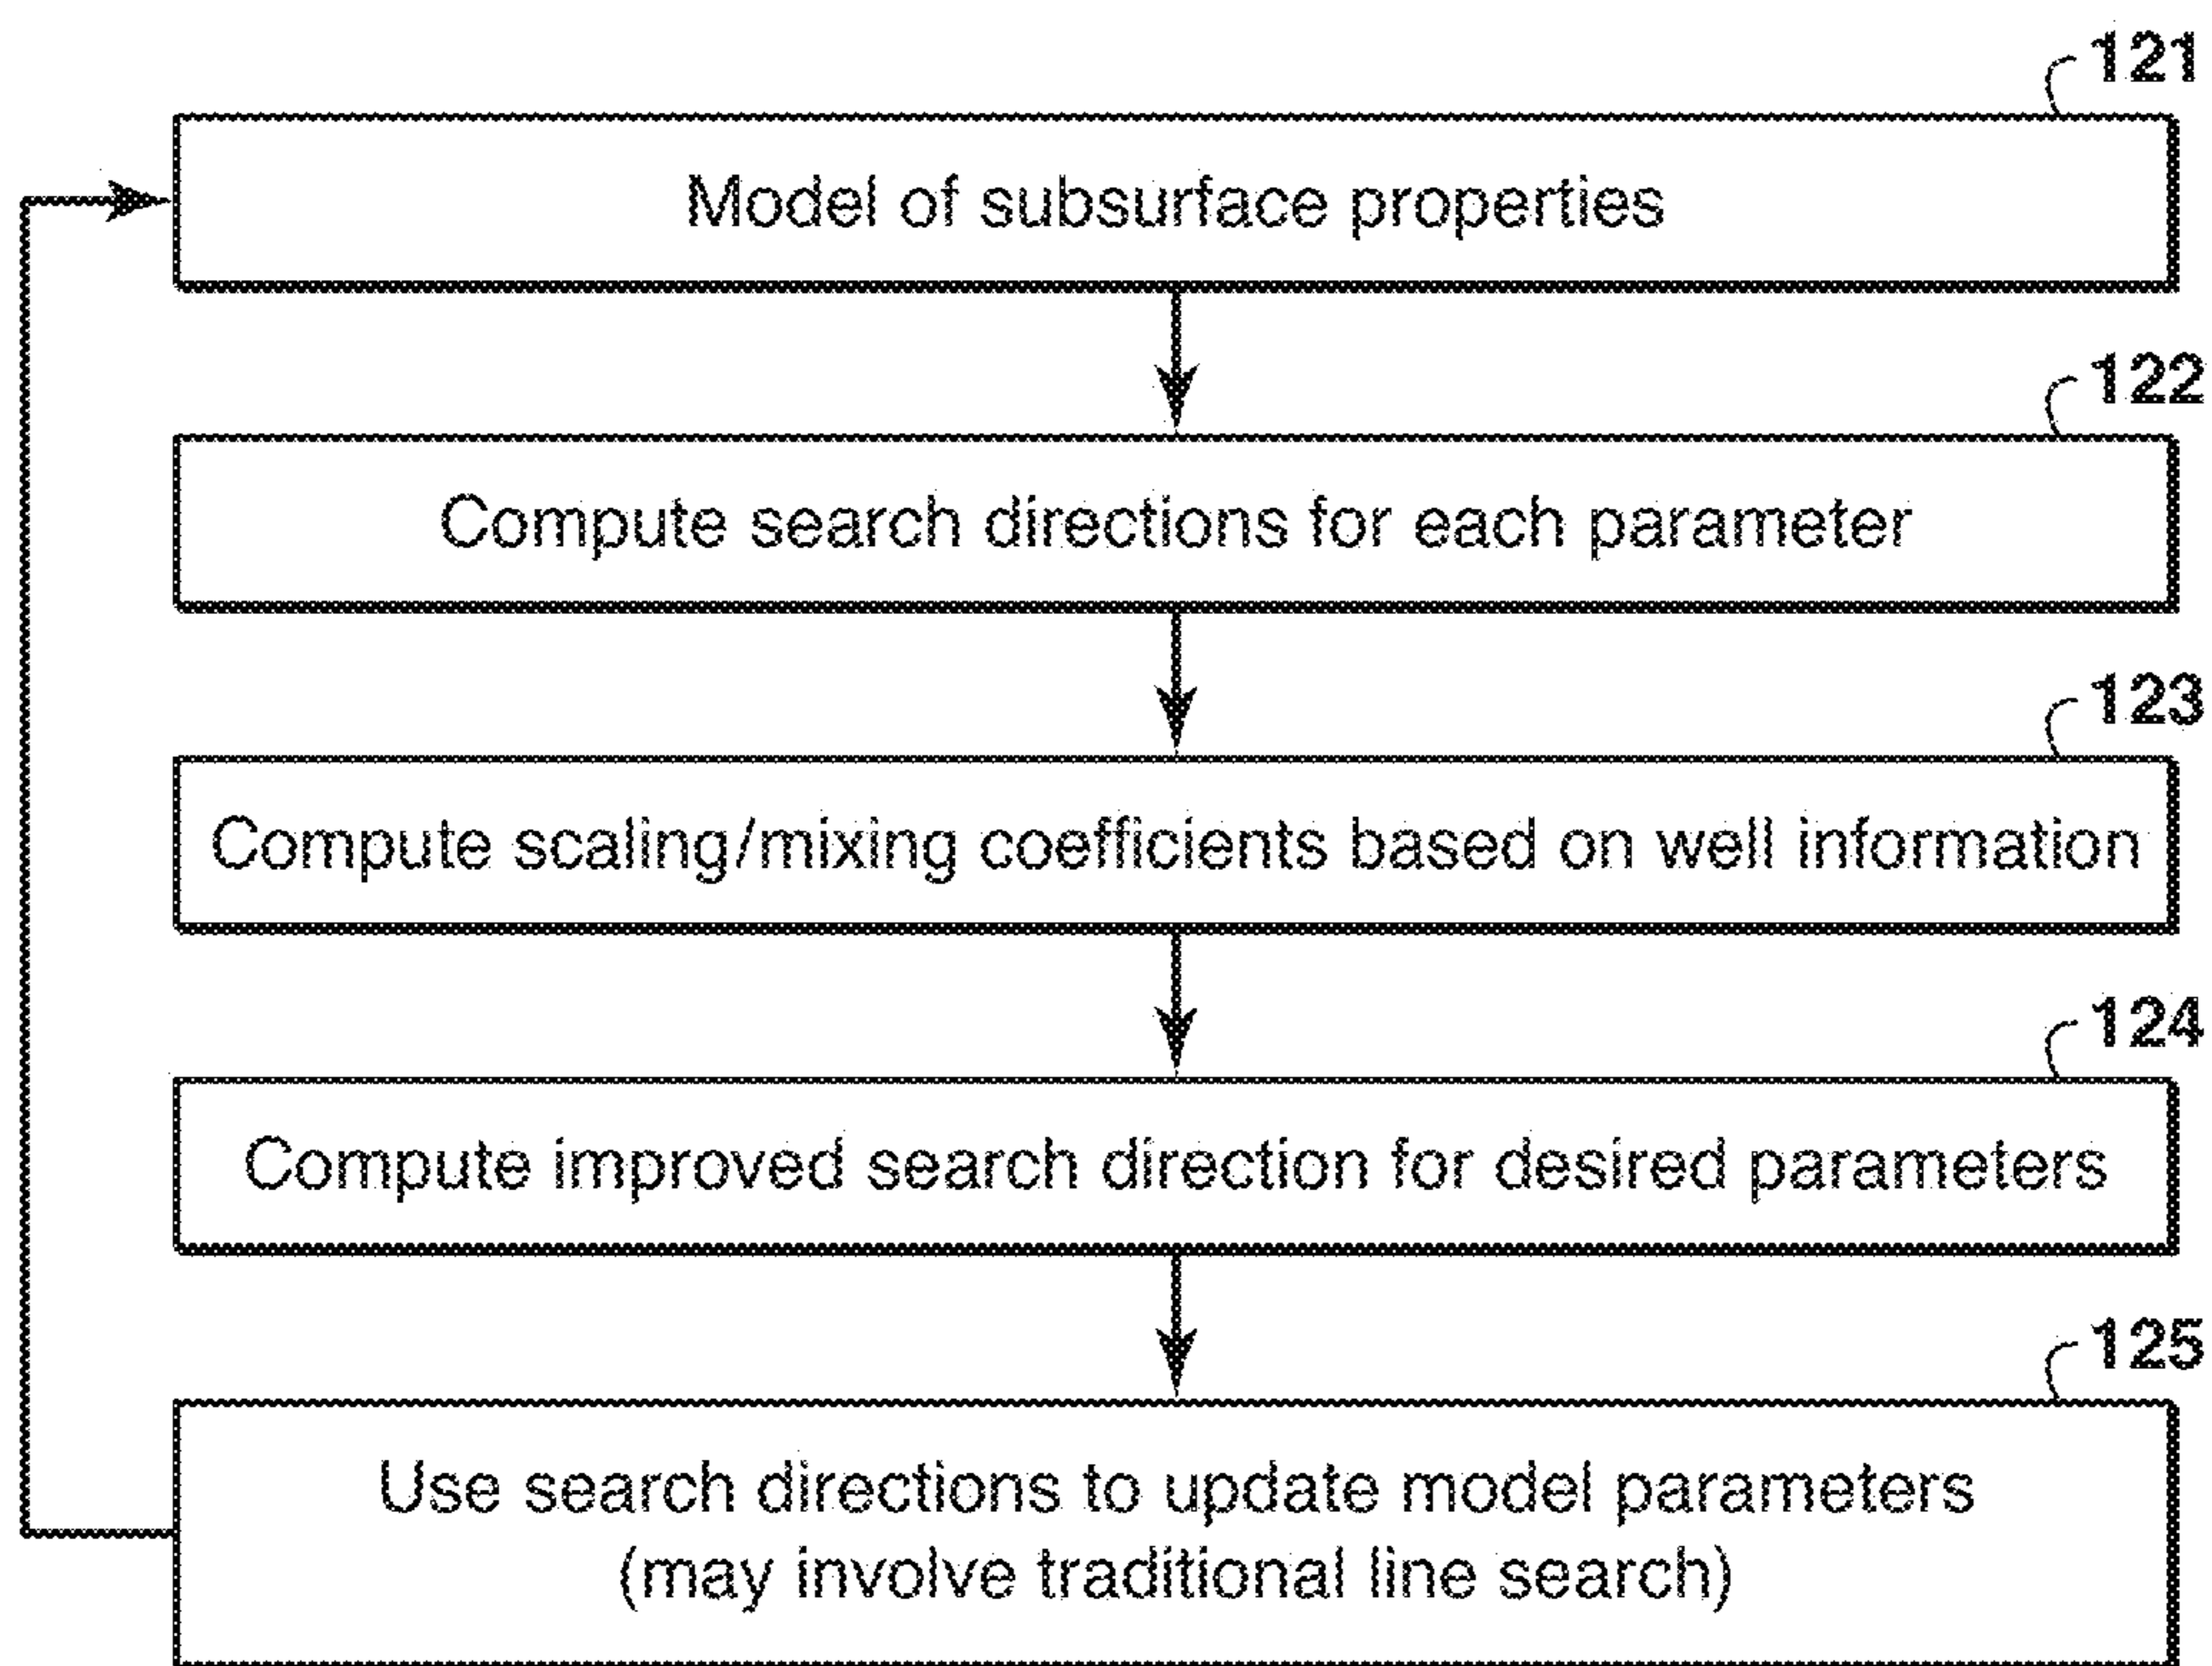 121
Model of subsurface properties
122
Compute search directions for each parameter
123
Compute scaling/mixing coefficients based on well information
124
Compute improved search direction for desired parameters
125
Use search directions to update model parameters
(may involve traditional line search)